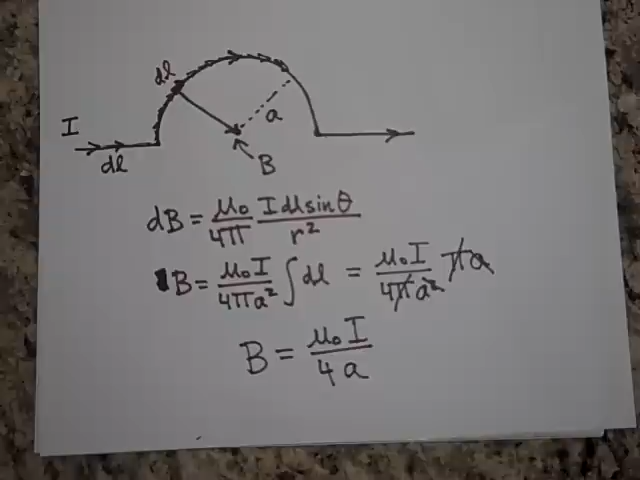 dl
a
I
dl
B
dB = μ₀/4π I dl sinθ/r²
B = μ₀I/4πa² ∫ dl = μ₀I/4πa² πa
B = μ₀I/4a